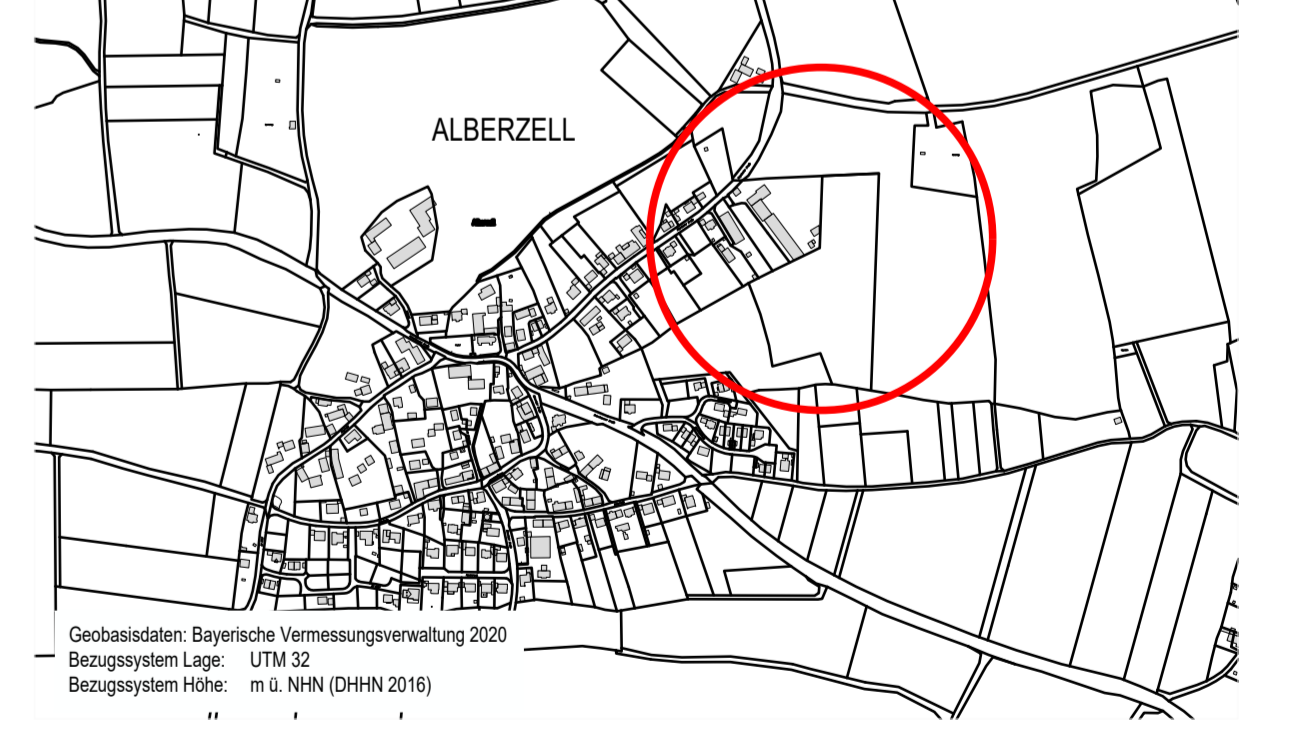 ALBERZELL
Geobasisdaten: Bayerische Vermessungsverwaltung 2020
Bezugssystem Lage: UTM 32
Bezugssystem Höhe: m ü. NHN (DHHN 2016)